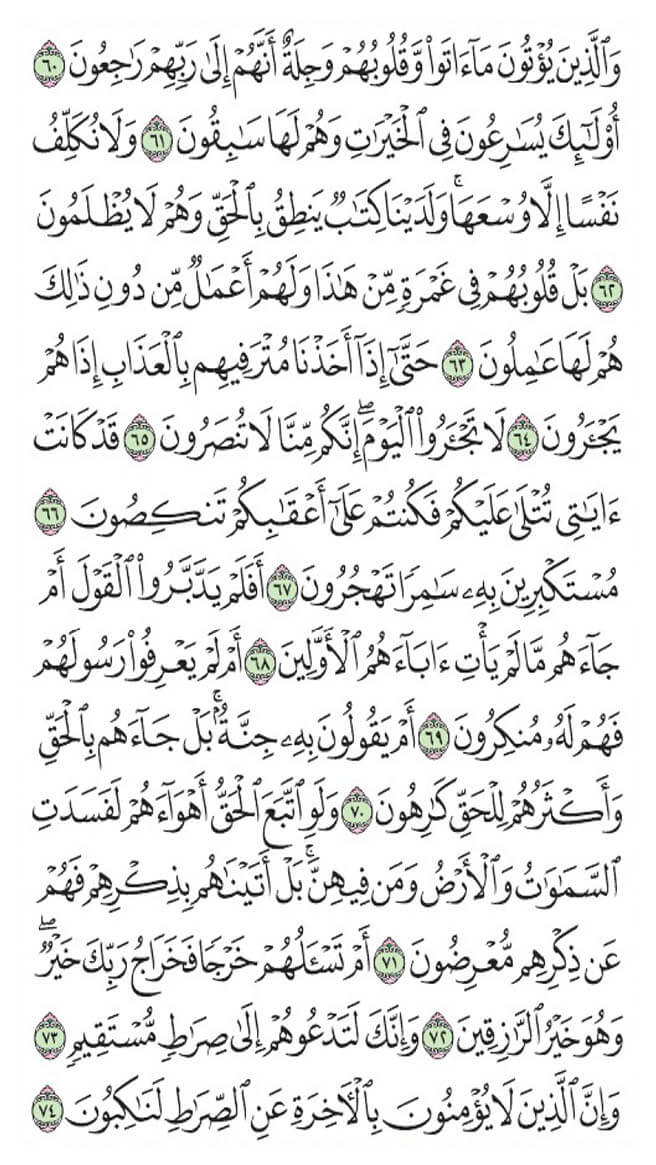 وَٱلَّذِينَ يُؤْتُونَ مَآ ءَاتَوا۟ وَّقُلُوبُهُمْ وَجِلَةٌ أَنَّهُمْ إِلَىٰ رَبِّهِمْ رَٰجِعُونَ ٦٠
أُو۟لَٰٓئِكَ يُسَٰرِعُونَ فِى ٱلْخَيْرَٰتِ وَهُمْ لَهَا سَٰبِقُونَ ٦١ وَلَا نُكَلِّفُ
نَفْسًا إِلَّا وُسْعَهَاۚ وَلَدَيْنَا كِتَٰبٌ يَنطِقُ بِٱلْحَقِّ وَهُمْ لَا يُظْلَمُونَ
٦٢ بَلْ قُلُوبُهُمْ فِى غَمْرَةٍ مِّنْ هَٰذَا وَلَهُمْ أَعْمَٰلٌ مِّن دُونِ ذَٰلِكَ
هُمْ لَهَا عَٰمِلُونَ ٦٣ حَتَّىٰٓ إِذَآ أَخَذْنَا مُتْرَفِيهِم بِٱلْعَذَابِ إِذَا هُمْ
يَجْـَٔرُونَ ٦٤ لَا تَجْـَٔرُوا۟ ٱلْيَوْمَۖ إِنَّكُم مِّنَّا لَا تُنصَرُونَ ٦٥ قَدْ كَانَتْ
ءَايَٰتِى تُتْلَىٰ عَلَيْكُمْ فَكُنتُمْ عَلَىٰٓ أَعْقَٰبِكُمْ تَنكِصُونَ ٦٦
مُسْتَكْبِرِينَ بِهِۦ سَٰمِرًا تَهْجُرُونَ ٦٧ أَفَلَمْ يَدَّبَّرُوا۟ ٱلْقَوْلَ أَمْ
جَآءَهُم مَّا لَمْ يَأْتِ ءَابَآءَهُمُ ٱلْأَوَّلِينَ ٦٨ أَمْ لَمْ يَعْرِفُوا۟ رَسُولَهُمْ
فَهُمْ لَهُۥ مُنكِرُونَ ٦٩ أَمْ يَقُولُونَ بِهِۦ جِنَّةٌۢۚ بَلْ جَآءَهُم بِٱلْحَقِّ
وَأَكْثَرُهُمْ لِلْحَقِّ كَٰرِهُونَ ٧٠ وَلَوِ ٱتَّبَعَ ٱلْحَقُّ أَهْوَآءَهُمْ لَفَسَدَتِ
ٱلسَّمَٰوَٰتُ وَٱلْأَرْضُ وَمَن فِيهِنَّۚ بَلْ أَتَيْنَٰهُم بِذِكْرِهِمْ فَهُمْ
عَن ذِكْرِهِم مُّعْرِضُونَ ٧١ أَمْ تَسْـَٔلُهُمْ خَرْجًا فَخَرَاجُ رَبِّكَ خَيْرٌۖ
وَهُوَ خَيْرُ ٱلرَّٰزِقِينَ ٧٢ وَإِنَّكَ لَتَدْعُوهُمْ إِلَىٰ صِرَٰطٍ مُّسْتَقِيمٍ ٧٣
وَإِنَّ ٱلَّذِينَ لَا يُؤْمِنُونَ بِٱلْـَٔاخِرَةِ عَنِ ٱلصِّرَٰطِ لَنَٰكِبُونَ ٧٤